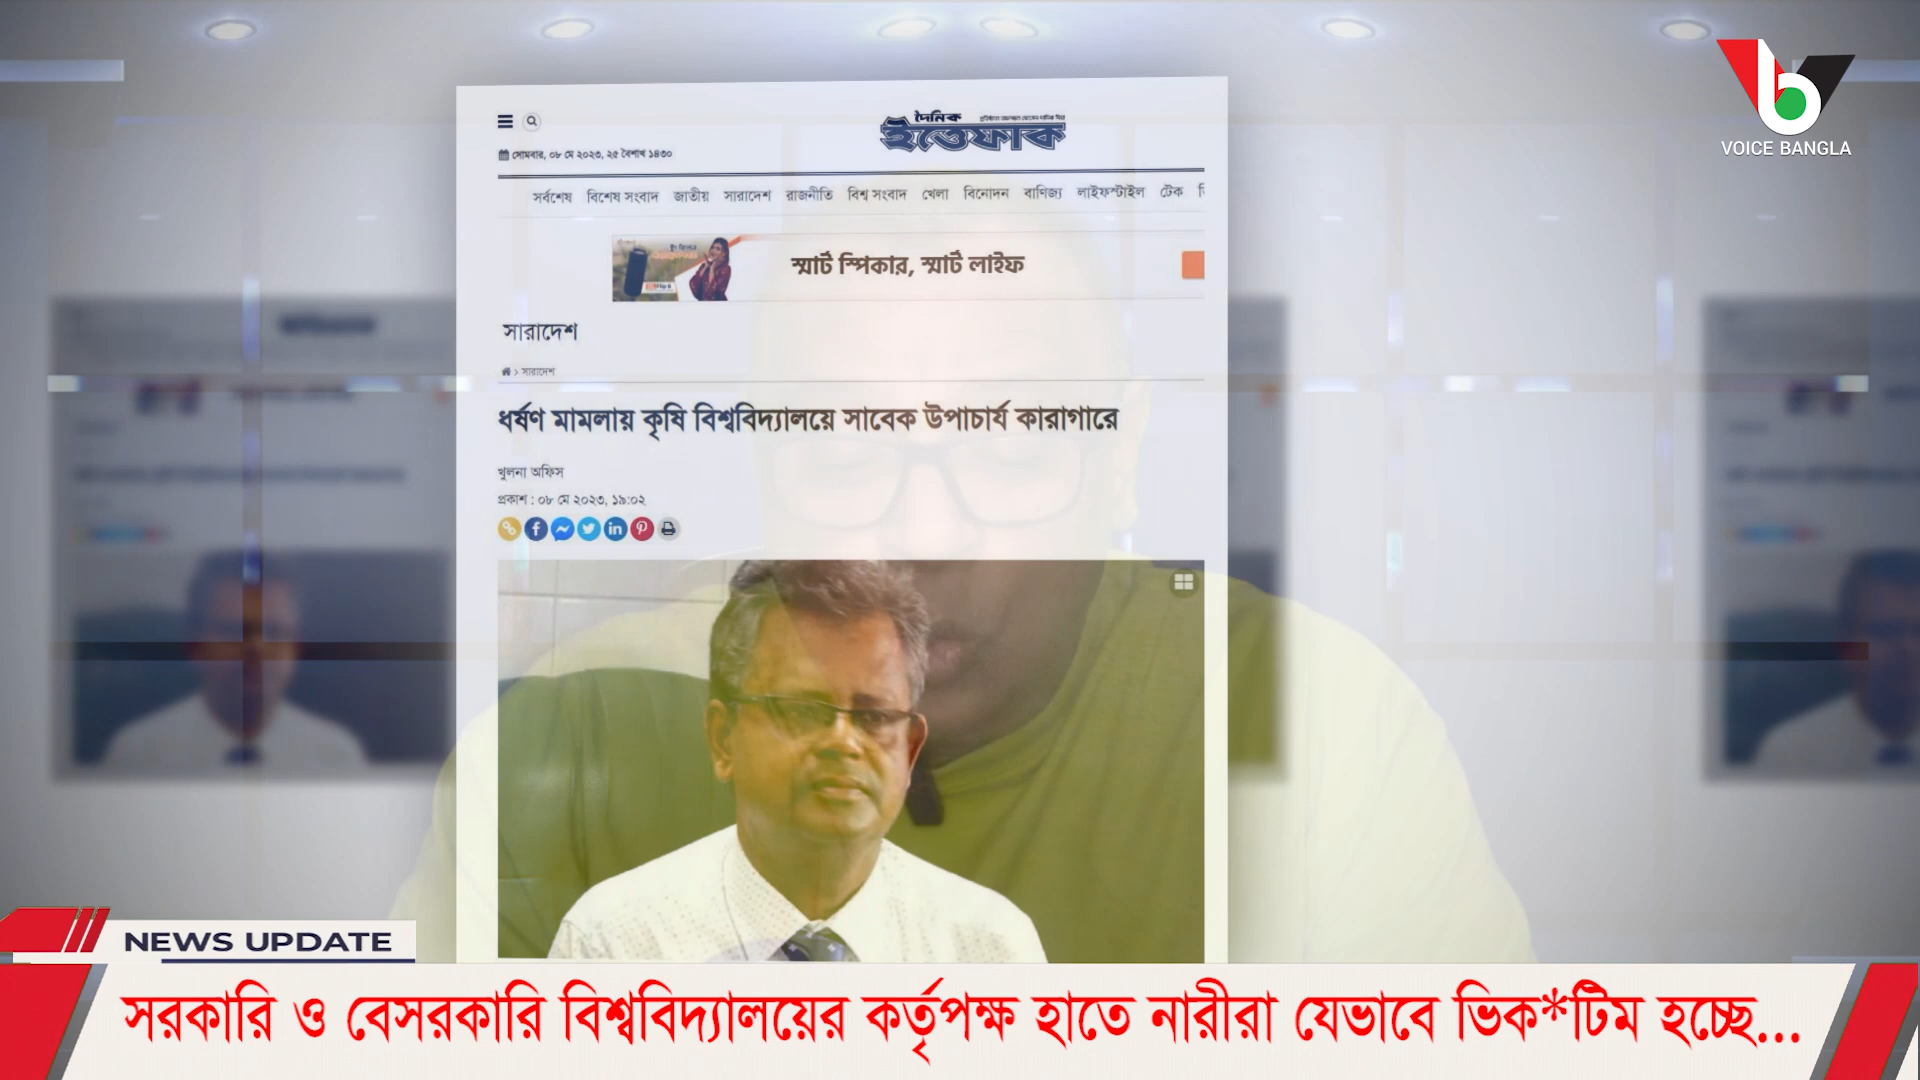 VOICE BANGLA
দৈনিক
ইত্তেফাক
সোমবার, ০৮ মে ২০২৩, ২৫ বৈশাখ ১৪৩০
সর্বশেষ বিশেষ সংবাদ জাতীয় সারাদেশ রাজনীতি বিশ্ব সংবাদ খেলা বিনোদন বাণিজ্য লাইফস্টাইল টেক
স্মার্ট স্পিকার, স্মার্ট লাইফ
সারাদেশ
> সারাদেশ
ধর্ষণ মামলায় কৃষি বিশ্ববিদ্যালয়ে সাবেক উপাচার্য কারাগারে
খুলনা অফিস
প্রকাশ : ০৮ মে ২০২৩, ১৯:০২
NEWS UPDATE
সরকারি ও বেসরকারি বিশ্ববিদ্যালয়ের কর্তৃপক্ষ হাতে নারীরা যেভাবে ভিক*টিম হচ্ছে...